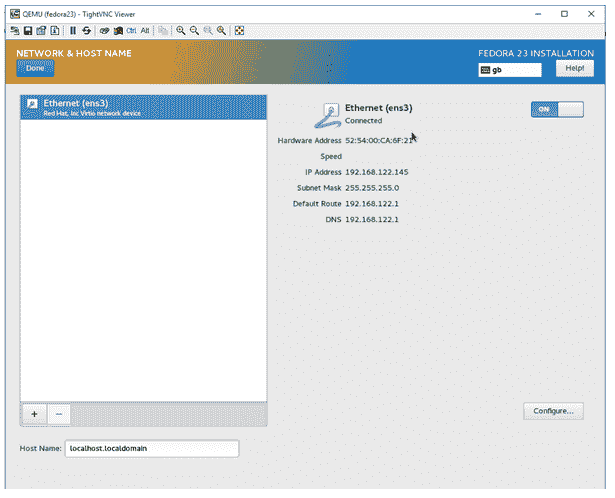 QEMU (fedora23) - TightVNC Viewer
Ctrl Alt
NETWORK & HOST NAME
FEDORA 23 INSTALLATION
Done
gb
Help!
Ethernet (ens3)
Red Hat, Inc Virtio network device
Ethernet (ens3)
Connected
ON
Hardware Address 52:54:00:CA:6F:21
Speed
IP Address 192.168.122.145
Subnet Mask 255.255.255.0
Default Route 192.168.122.1
DNS 192.168.122.1
+ −
Configure...
Host Name: localhost.localdomain